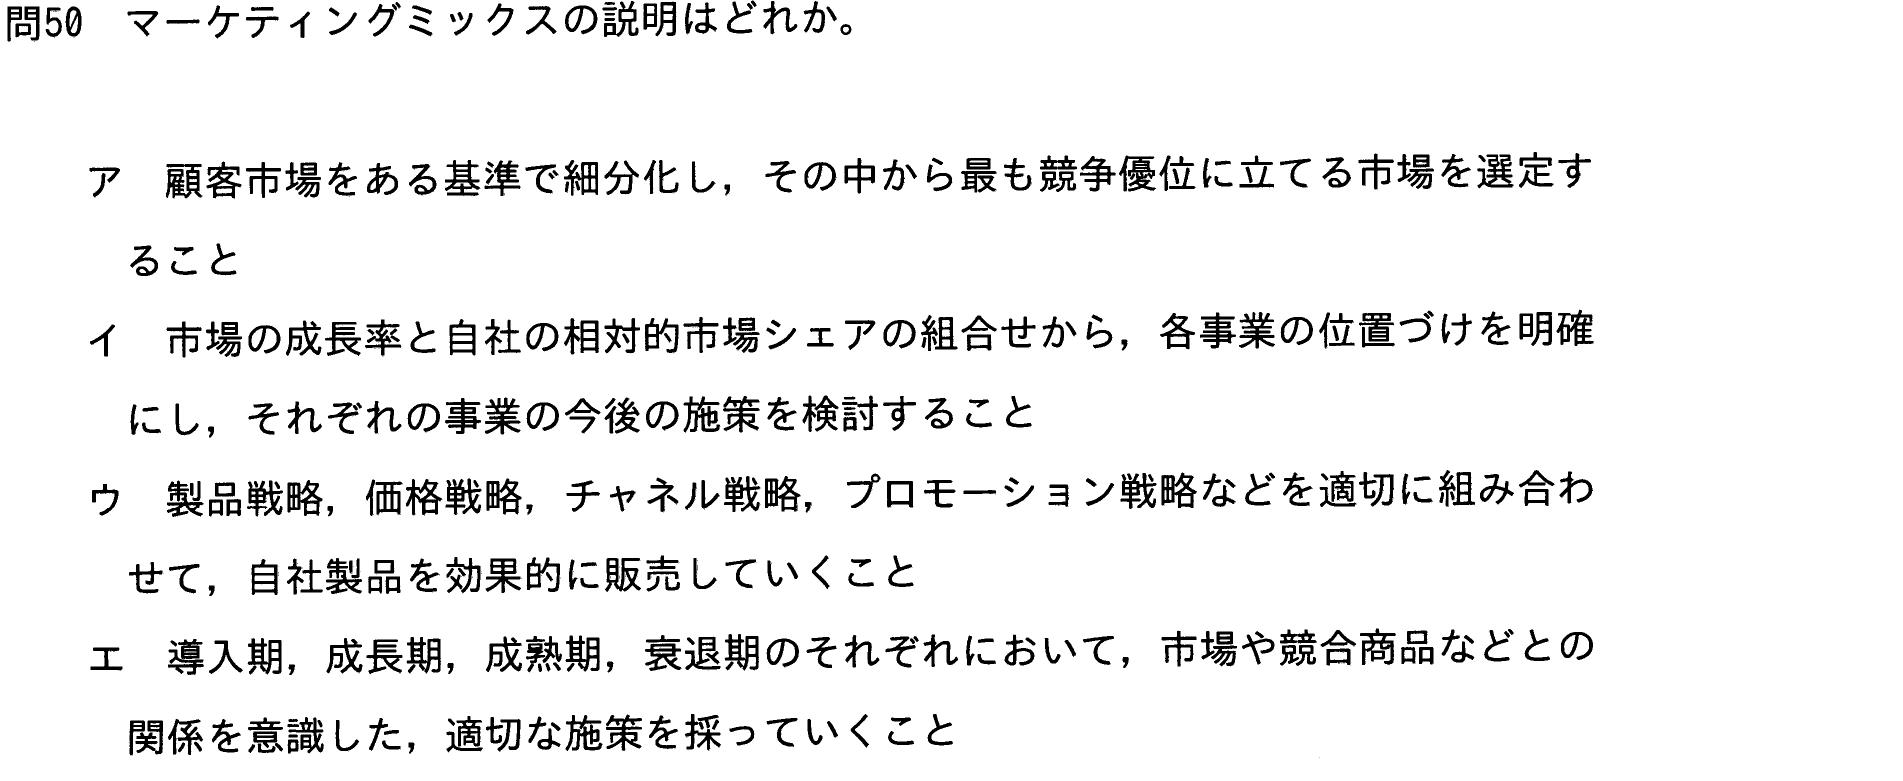 問50　マーケティングミックスの説明はどれか。
ア　顧客市場をある基準で細分化し，その中から最も競争優位に立てる市場を選定す
ること
イ　市場の成長率と自社の相対的市場シェアの組合せから，各事業の位置づけを明確
にし，それぞれの事業の今後の施策を検討すること
ウ　製品戦略，価格戦略，チャネル戦略，プロモーション戦略などを適切に組み合わ
せて，自社製品を効果的に販売していくこと
エ　導入期，成長期，成熟期，衰退期のそれぞれにおいて，市場や競合商品などとの
関係を意識した，適切な施策を採っていくこと